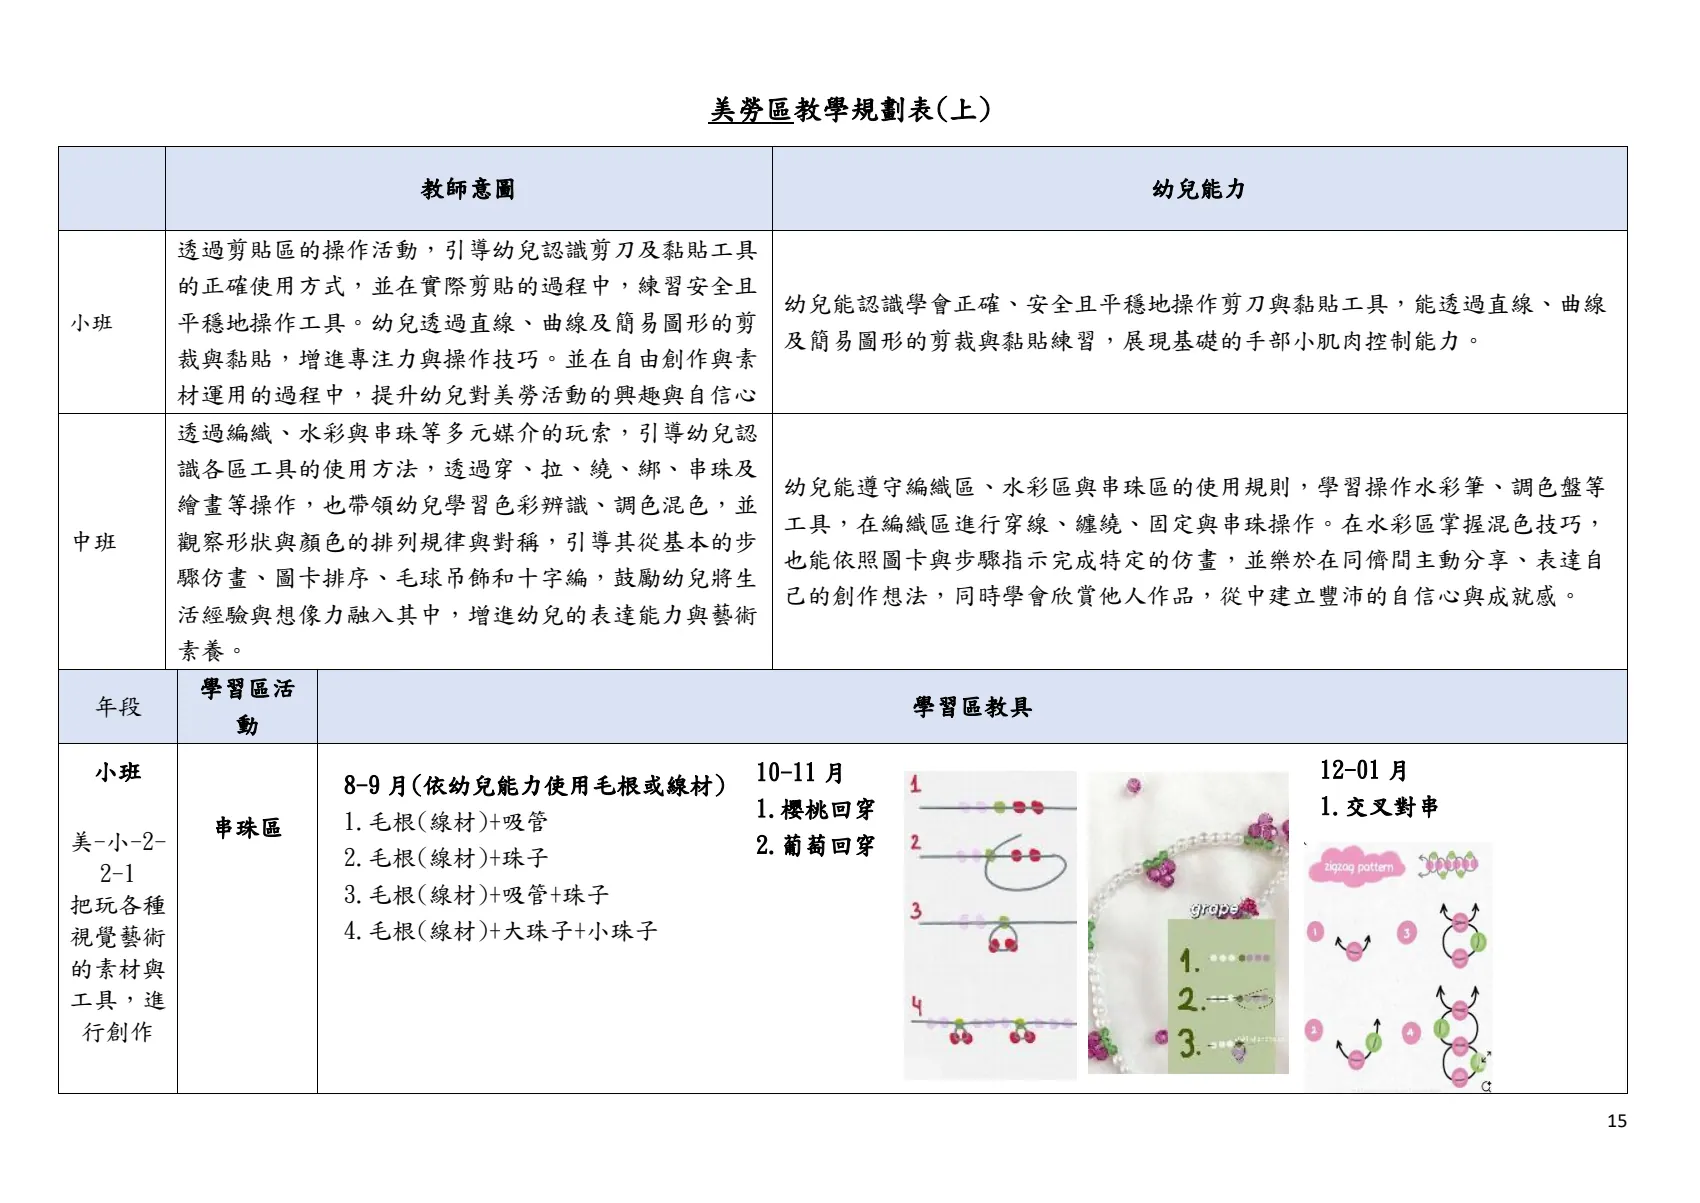 美勞區教學規劃表(上)
教師意圖
幼兒能力
小班
透過剪貼區的操作活動，引導幼兒認識剪刀及黏貼工具
的正確使用方式，並在實際剪貼的過程中，練習安全且
平穩地操作工具。幼兒透過直線、曲線及簡易圖形的剪
裁與黏貼，增進專注力與操作技巧。並在自由創作與素
材運用的過程中，提升幼兒對美勞活動的興趣與自信心
幼兒能認識學會正確、安全且平穩地操作剪刀與黏貼工具，能透過直線、曲線
及簡易圖形的剪裁與黏貼練習，展現基礎的手部小肌肉控制能力。
中班
透過編織、水彩與串珠等多元媒介的玩索，引導幼兒認
識各區工具的使用方法，透過穿、拉、繞、綁、串珠及
繪畫等操作，也帶領幼兒學習色彩辨識、調色混色，並
觀察形狀與顏色的排列規律與對稱，引導其從基本的步
驟仿畫、圖卡排序、毛球吊飾和十字編，鼓勵幼兒將生
活經驗與想像力融入其中，增進幼兒的表達能力與藝術
素養。
幼兒能遵守編織區、水彩區與串珠區的使用規則，學習操作水彩筆、調色盤等
工具，在編織區進行穿線、纏繞、固定與串珠操作。在水彩區掌握混色技巧，
也能依照圖卡與步驟指示完成特定的仿畫，並樂於在同儕間主動分享、表達自
己的創作想法，同時學會欣賞他人作品，從中建立豐沛的自信心與成就感。
年段
學習區活
動
學習區教具
小班
美-小-2-
2-1
把玩各種
視覺藝術
的素材與
工具，進
行創作
串珠區
8-9 月(依幼兒能力使用毛根或線材)
1.毛根(線材)+吸管
2.毛根(線材)+珠子
3.毛根(線材)+吸管+珠子
4.毛根(線材)+大珠子+小珠子
10-11 月
1.櫻桃回穿
2.葡萄回穿
1
2
3
4
grape
1.
2.
3.
12-01 月
1.交叉對串
zigzag pattern
1
3
2
4
15